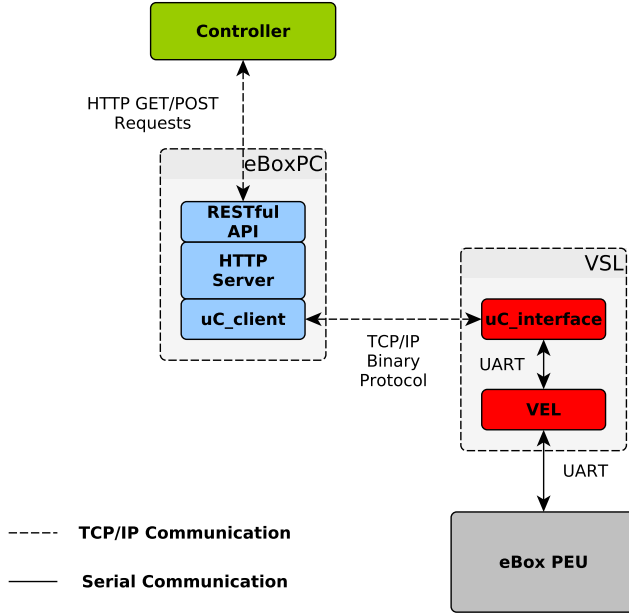 Controller
HTTP GET/POST
Requests
eBoxPC
RESTful
API
HTTP
Server
uC_client
TCP/IP
Binary
Protocol
VSL
uC_interface
UART
VEL
UART
eBox PEU
TCP/IP Communication
Serial Communication